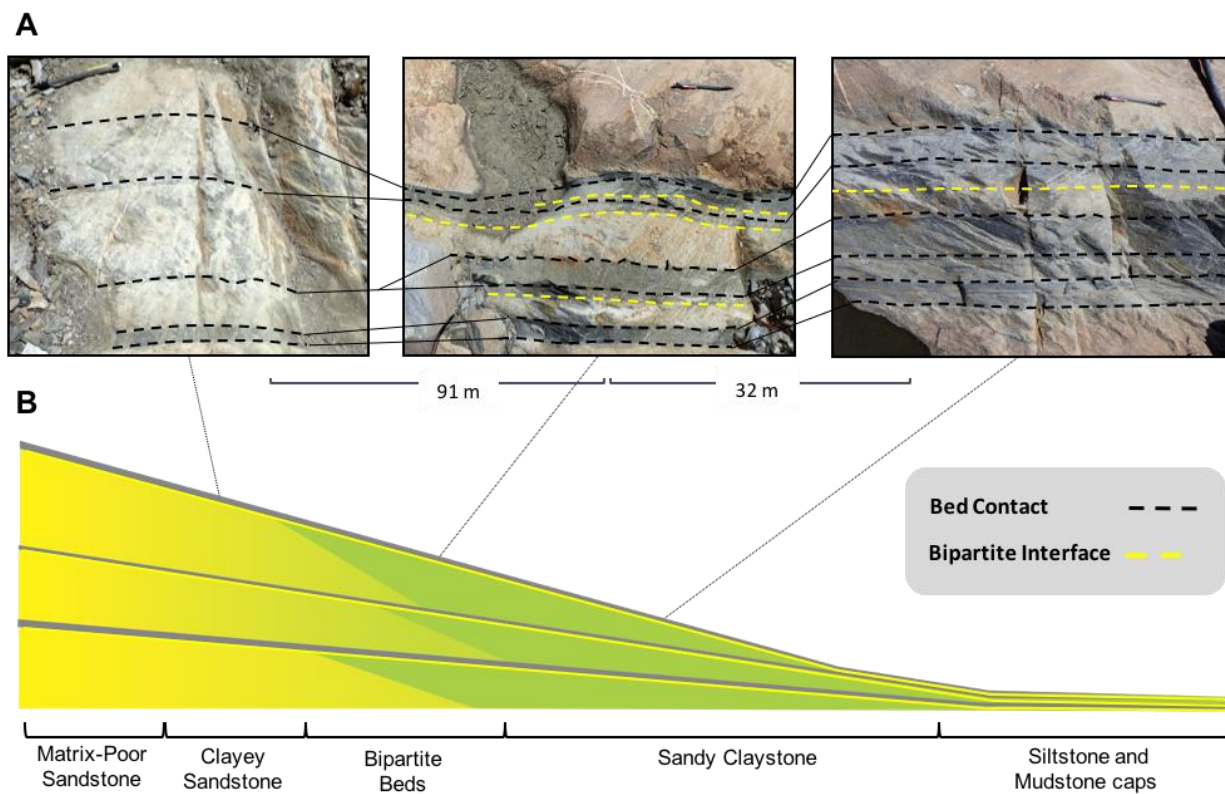 A
91 m
32 m
B
Bed Contact
Bipartite Interface
Matrix-Poor
Sandstone
Clayey
Sandstone
Bipartite
Beds
Sandy Claystone
Siltstone and
Mudstone caps